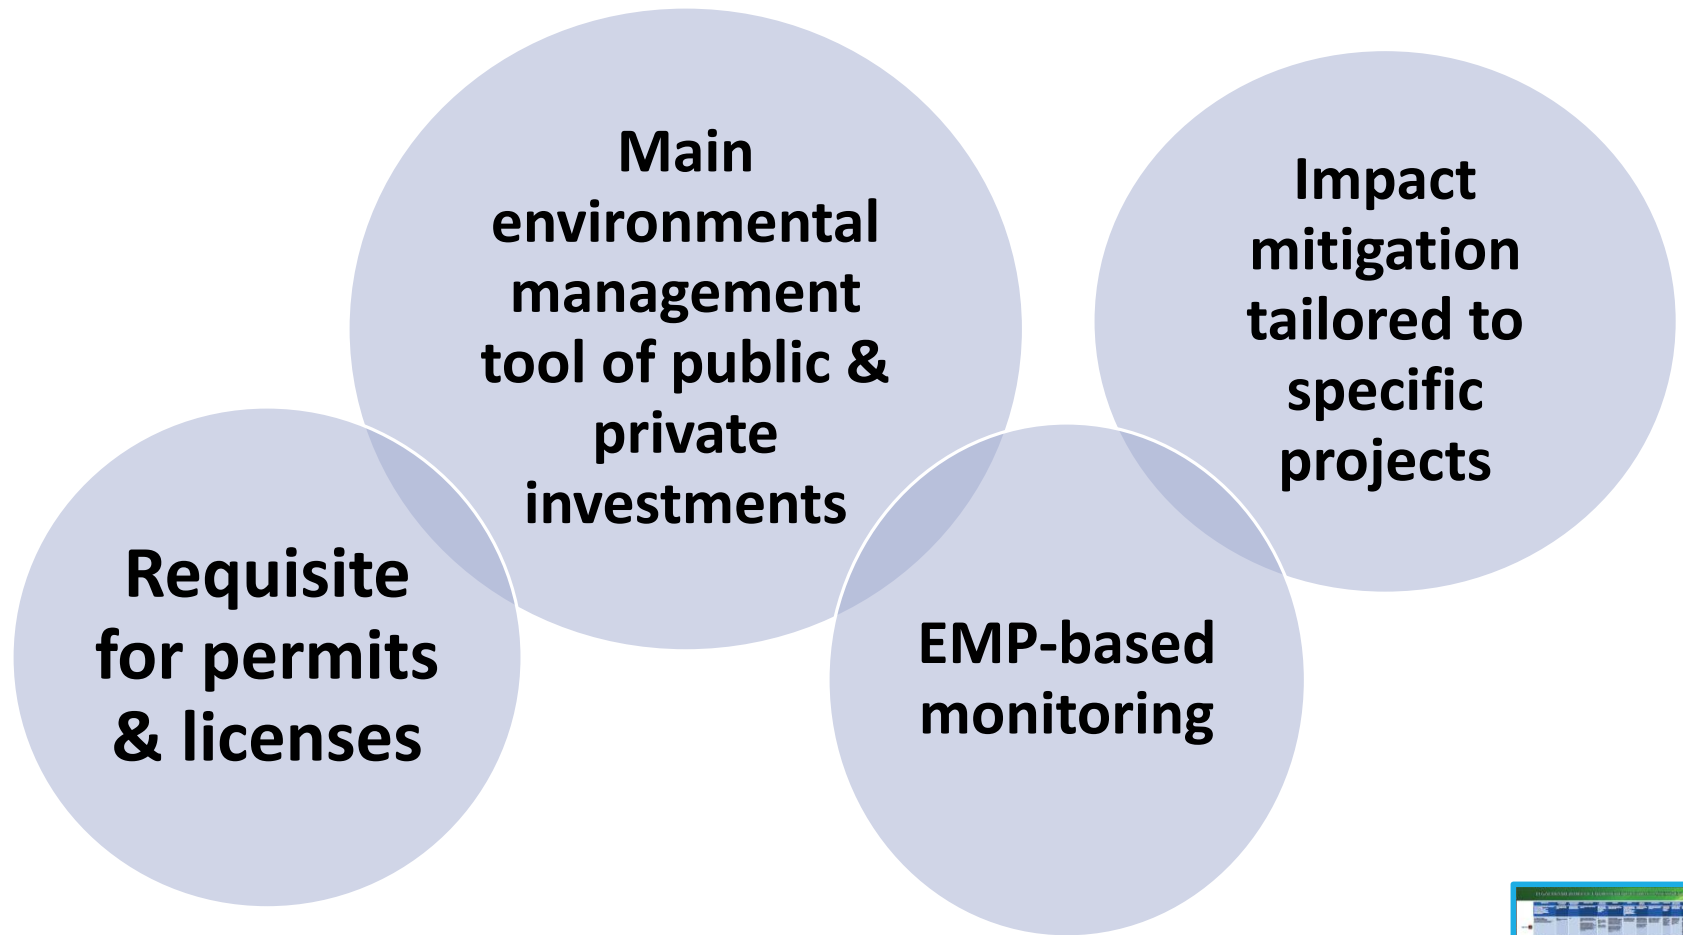 Main
environmental
management
tool of public &
private
investments
Impact
mitigation
tailored to
specific
projects
Requisite
for permits
& licenses
EMP-based
monitoring